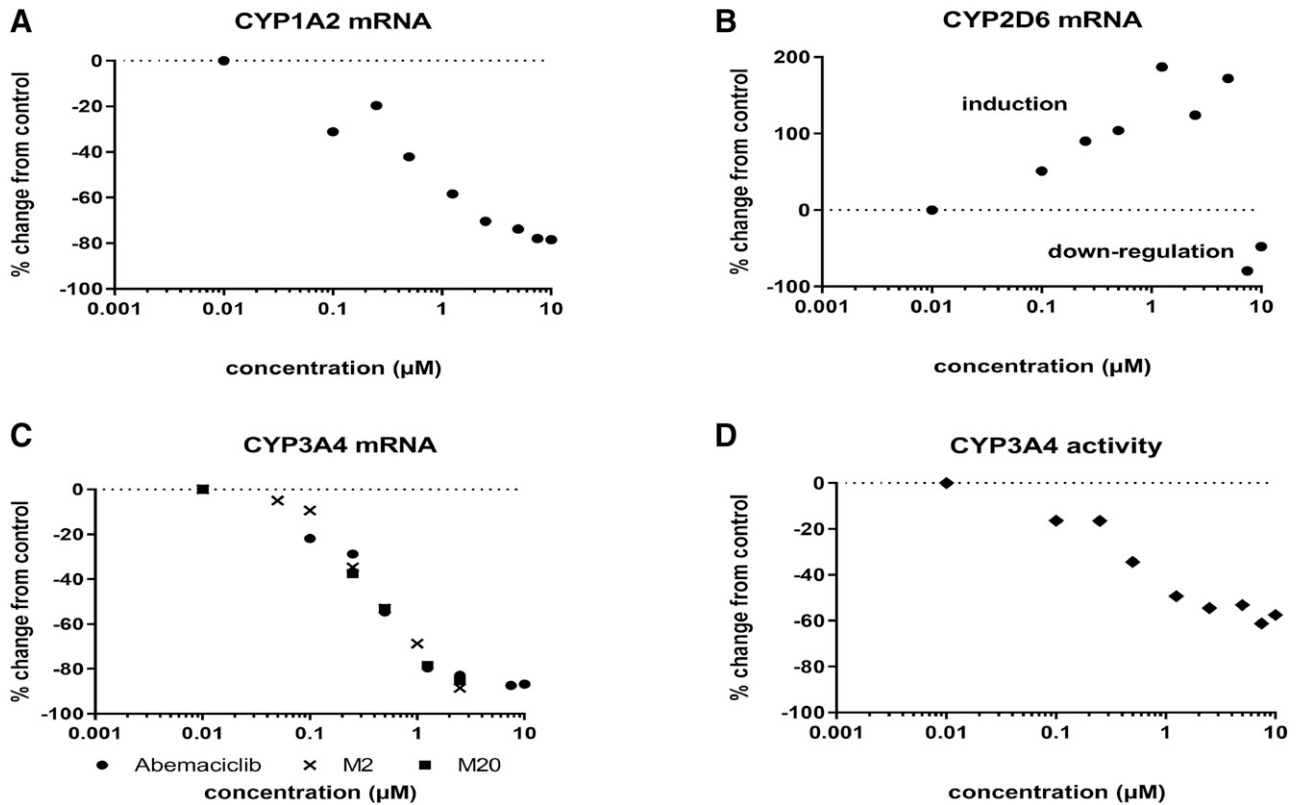 A
CYP1A2 mRNA
% change from control
0
-20
-40
-60
-80
-100
0.001
0.01
0.1
1
10
concentration (µM)
B
CYP2D6 mRNA
% change from control
200
100
0
-100
induction
down-regulation
0.001
0.01
0.1
1
10
concentration (µM)
C
CYP3A4 mRNA
% change from control
0
-20
-40
-60
-80
-100
0.001
0.01
0.1
1
10
Abemaciclib
M2
M20
concentration (µM)
D
CYP3A4 activity
% change from control
0
-20
-40
-60
-80
-100
0.001
0.01
0.1
1
10
concentration (µM)